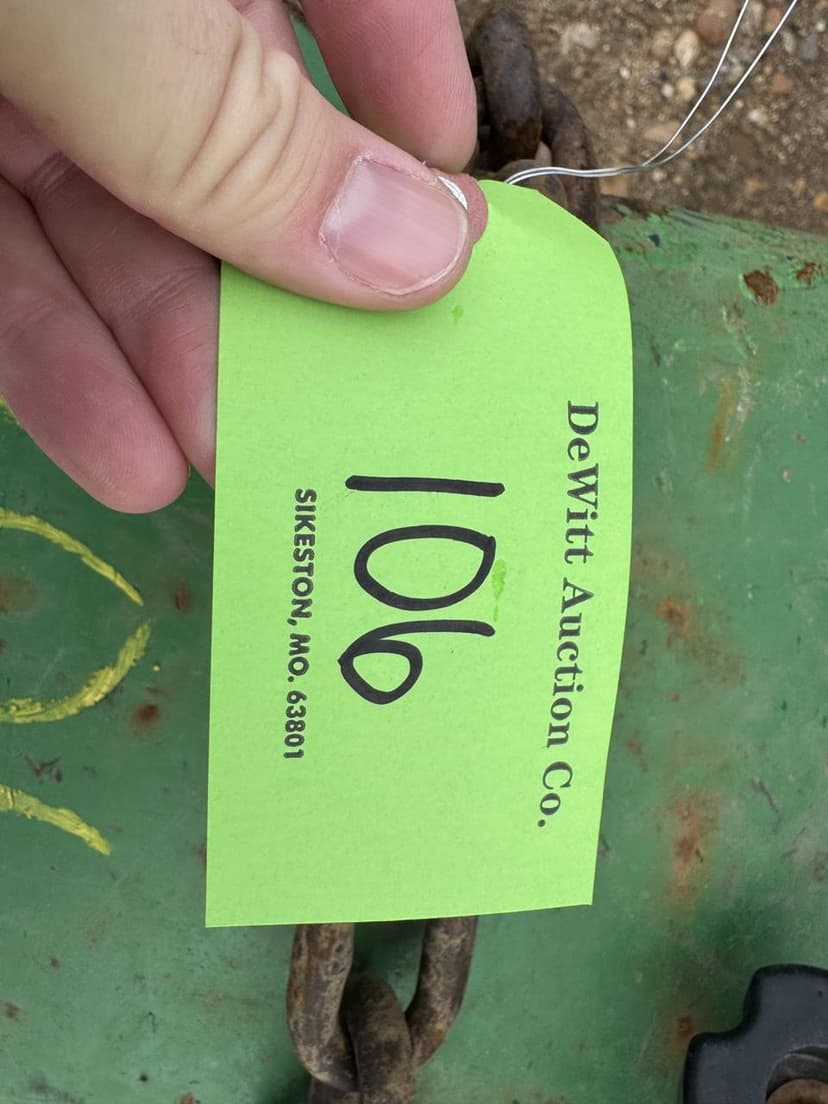 DeWitt Auction Co.
106
SIKESTON, MO. 63801